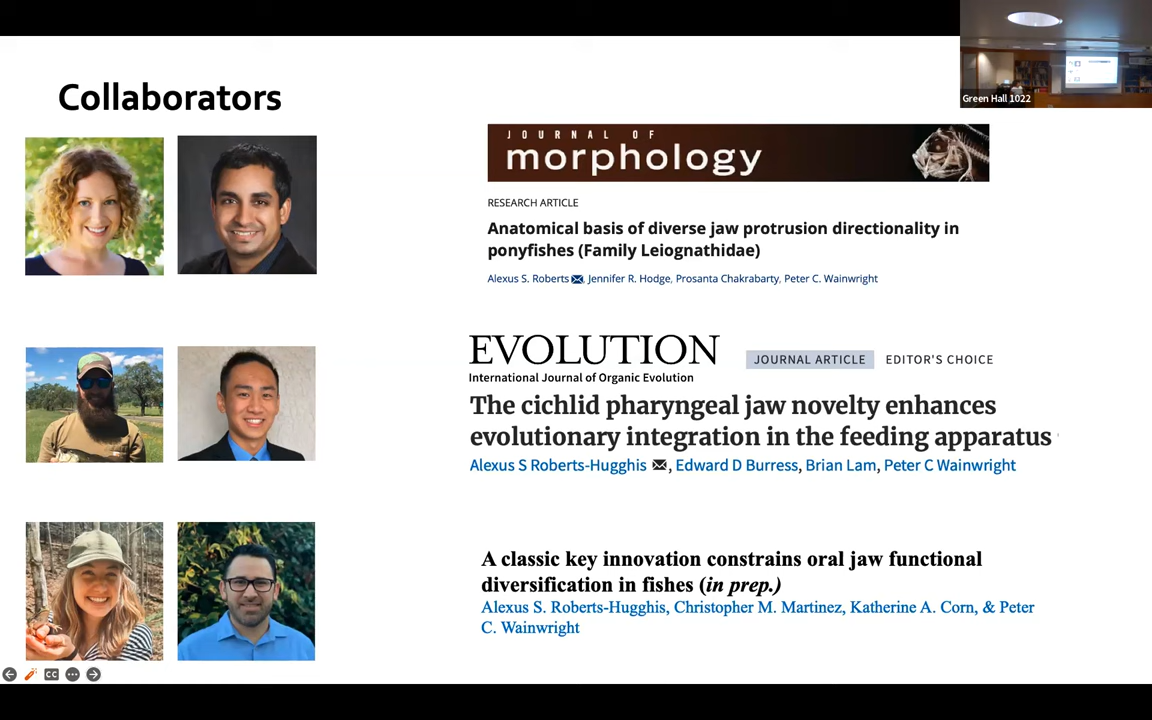 Green Hall 1022
Collaborators
JOURNAL OF
morphology
RESEARCH ARTICLE
Anatomical basis of diverse jaw protrusion directionality in
ponyfishes (Family Leiognathidae)
Alexus S. Roberts, Jennifer R. Hodge, Prosanta Chakrabarty, Peter C. Wainwright
EVOLUTION
International Journal of Organic Evolution
JOURNAL ARTICLE EDITOR'S CHOICE
The cichlid pharyngeal jaw novelty enhances
evolutionary integration in the feeding apparatus
Alexus S Roberts-Hugghis, Edward D Burress, Brian Lam, Peter C Wainwright
A classic key innovation constrains oral jaw functional
diversification in fishes (in prep.)
Alexus S. Roberts-Hugghis, Christopher M. Martinez, Katherine A. Corn, & Peter
C. Wainwright
CC